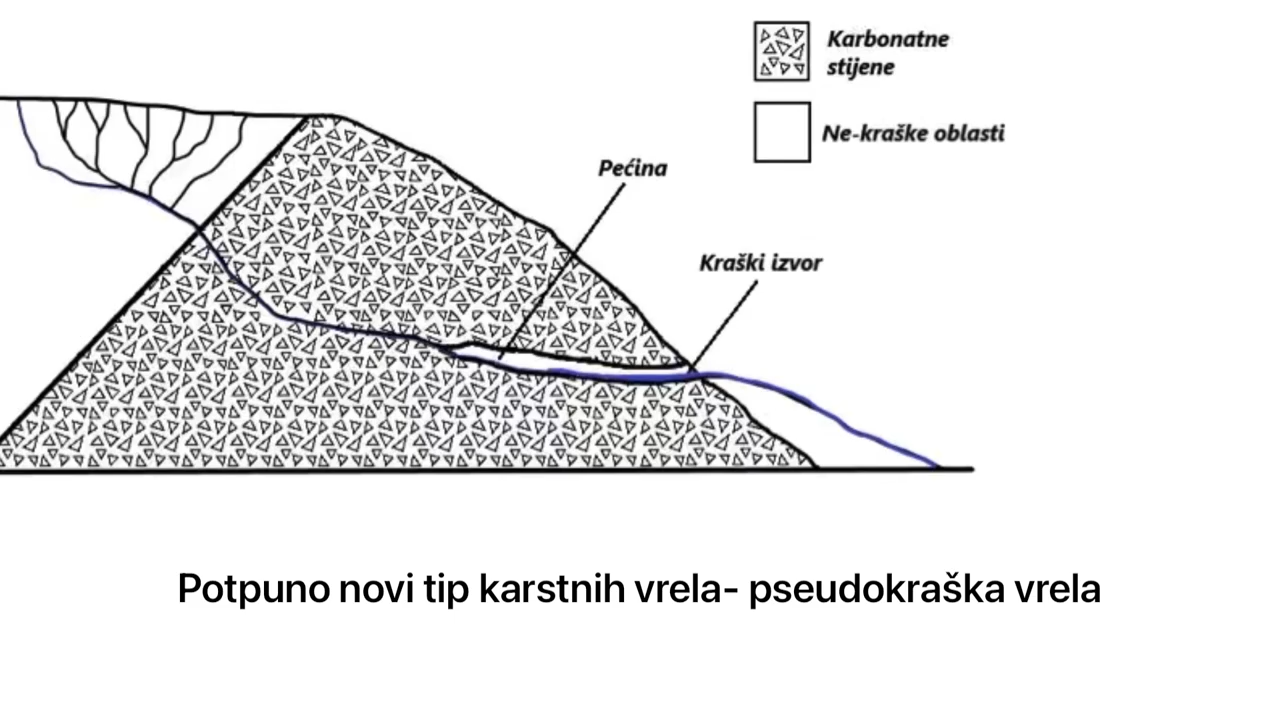 Karbonatne
stijene
Ne-kraške oblasti
Pećina
Kraški izvor
Potpuno novi tip karstnih vrela- pseudokraška vrela